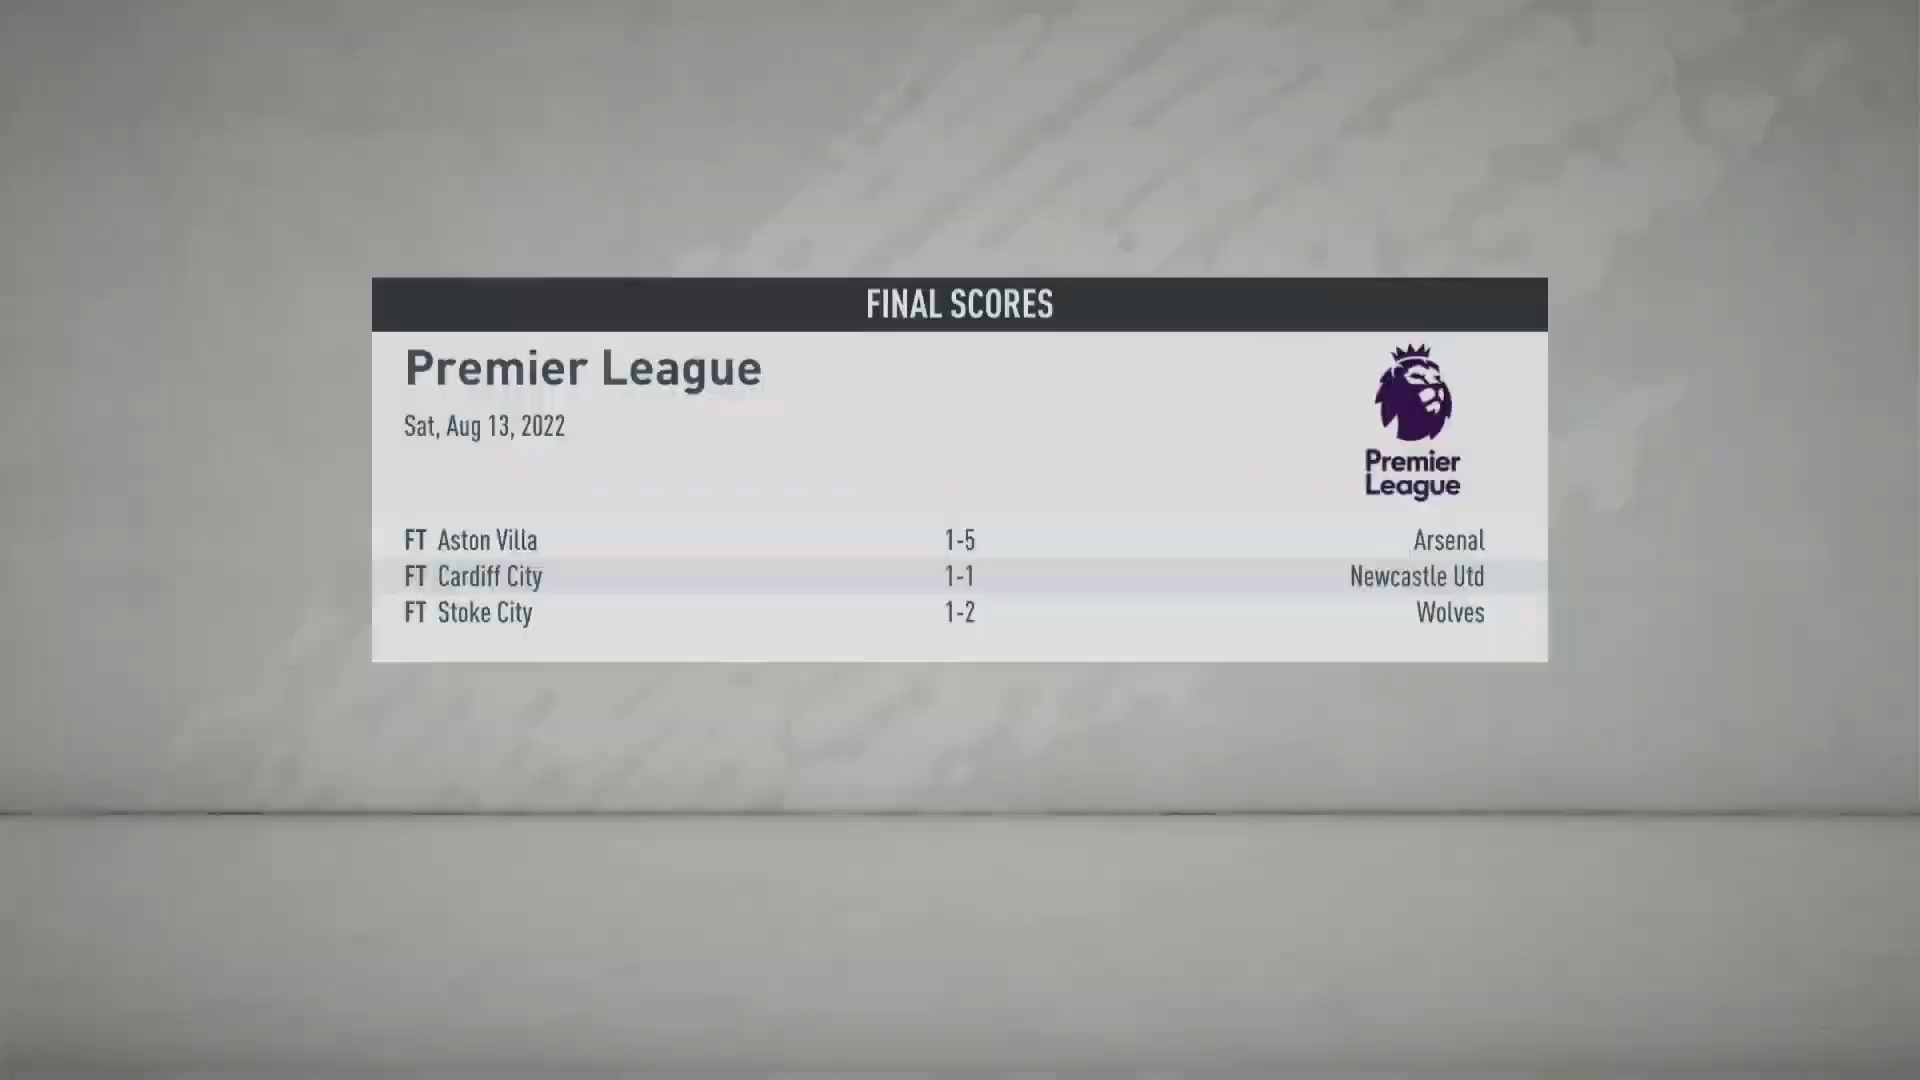 FINAL SCORES
Premier League
Sat, Aug 13, 2022
Premier
League
FT Aston Villa 1-5 Arsenal
FT Cardiff City 1-1 Newcastle Utd
FT Stoke City 1-2 Wolves